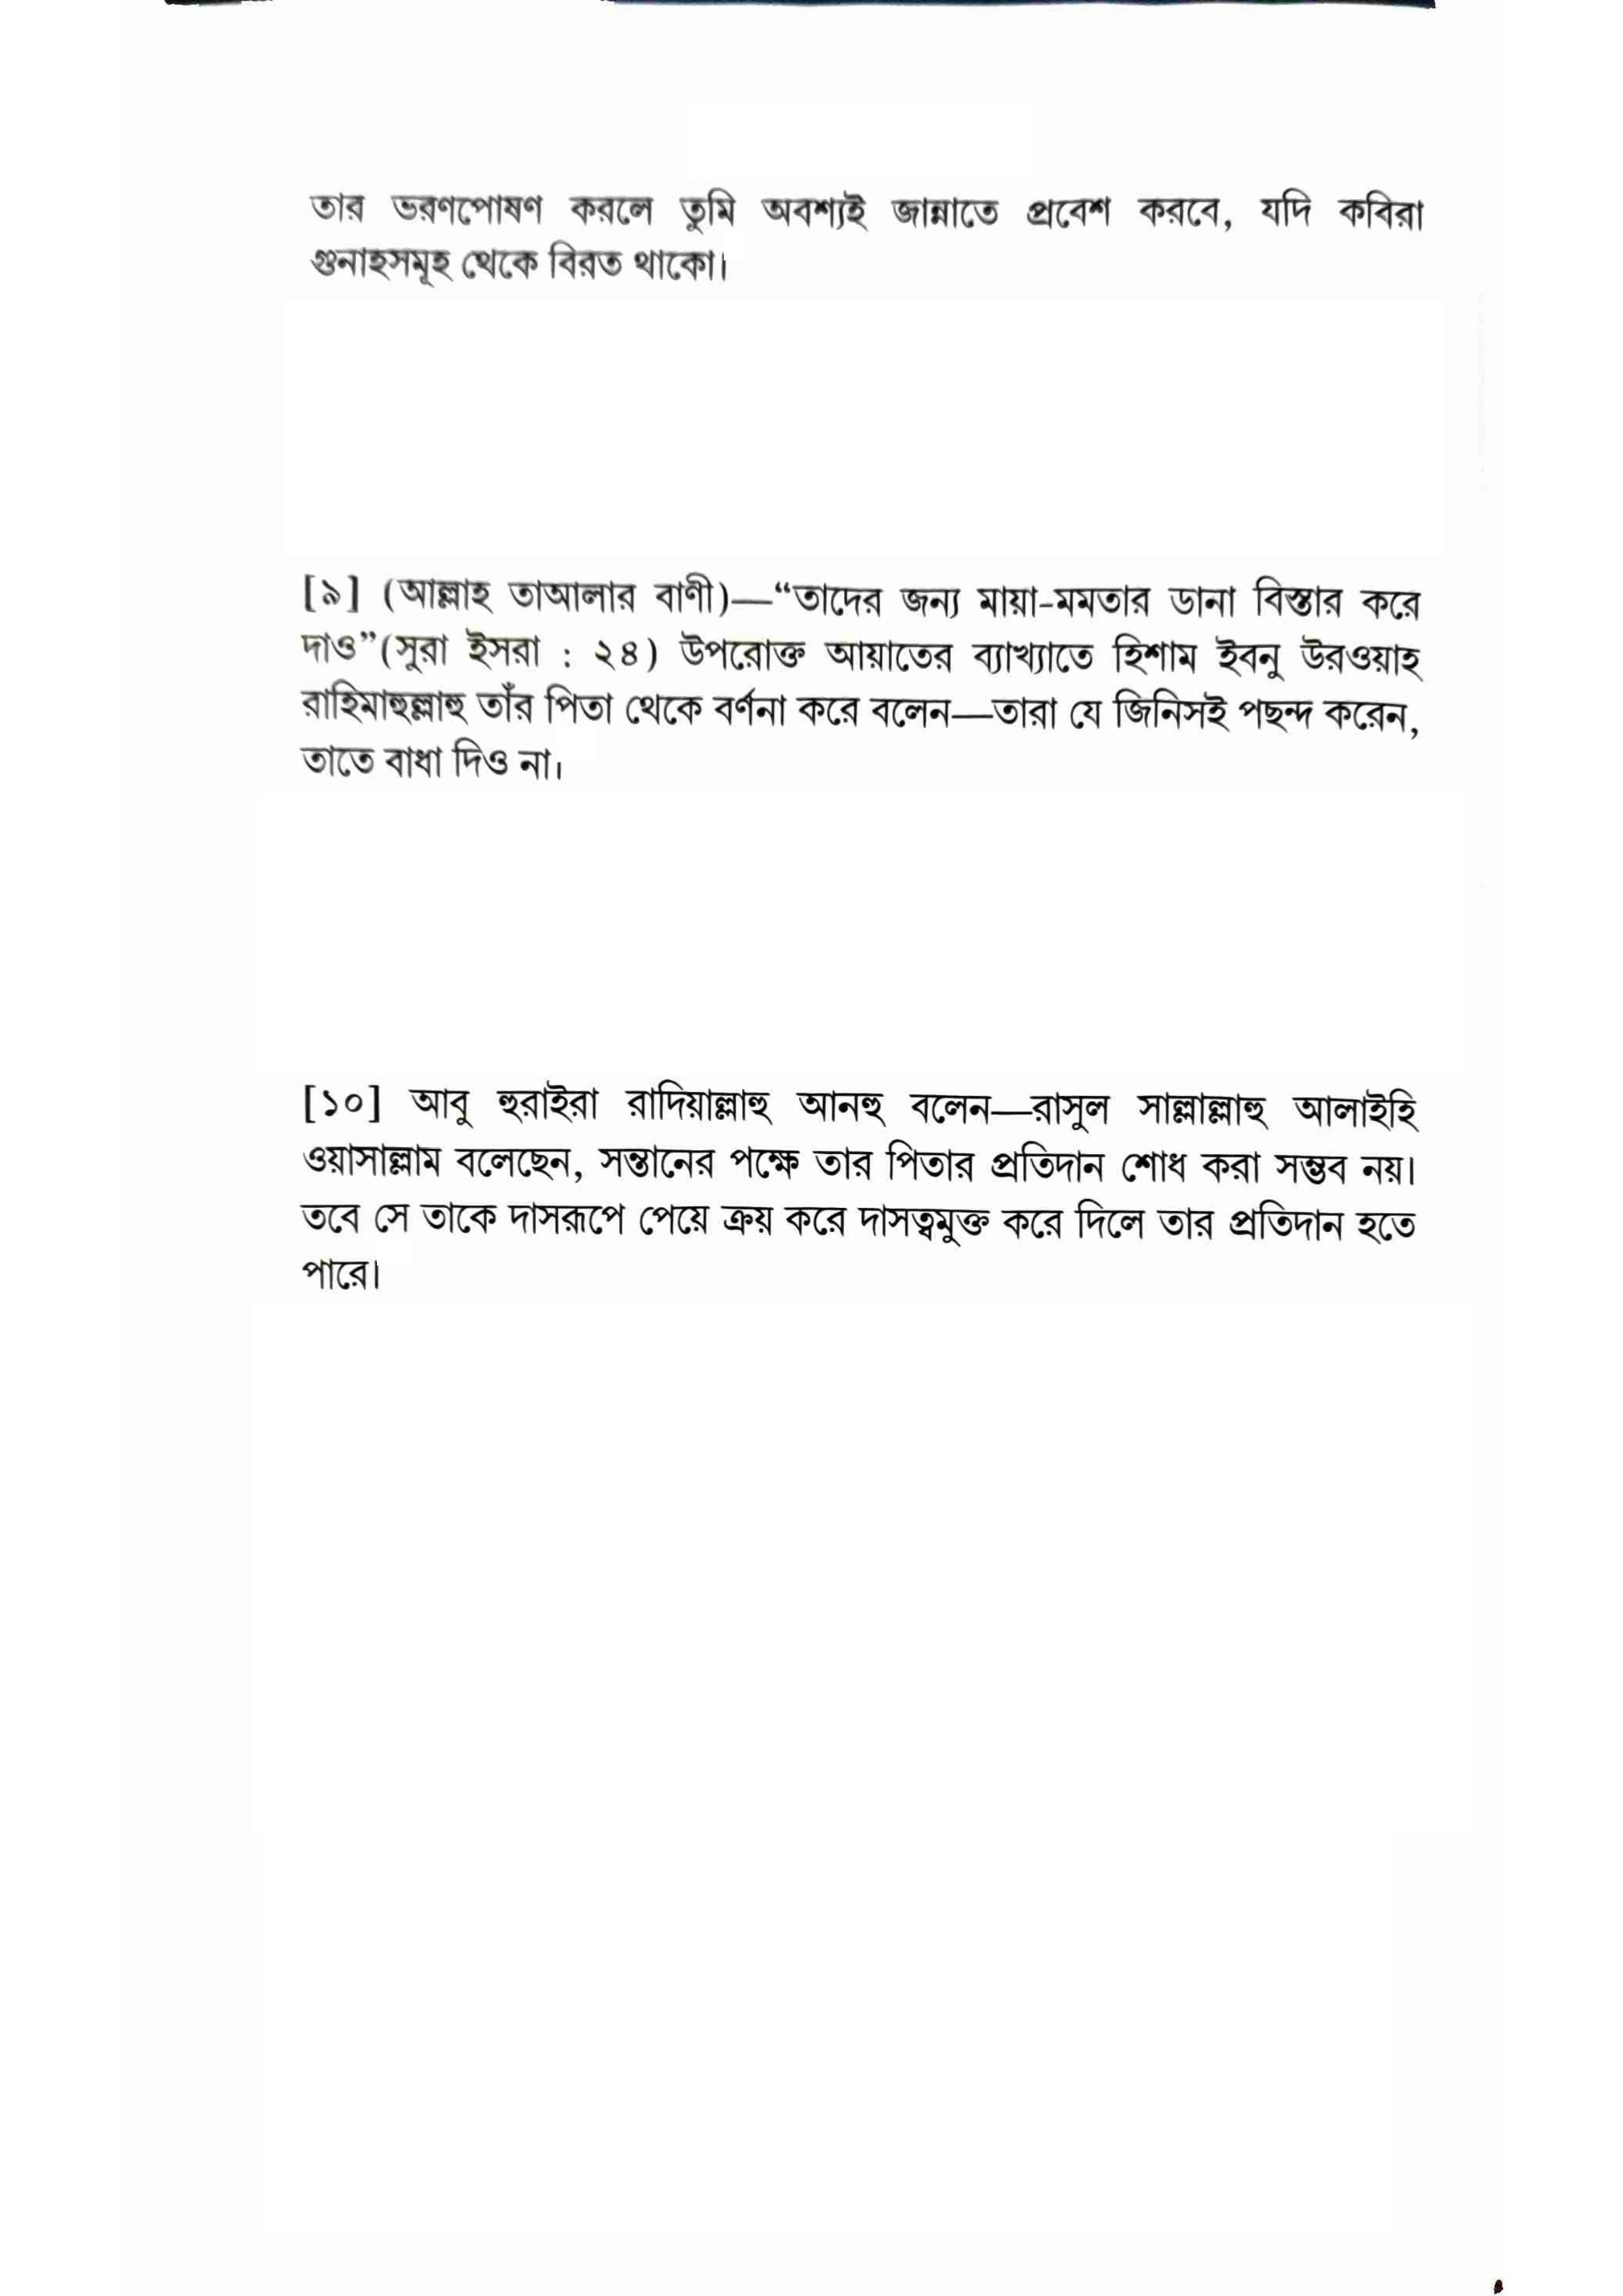 তার ভরণপোষণ করলে তুমি অবশ্যই জান্নাতে প্রবেশ করবে, যদি কবিরা
গুনাহসমূহ থেকে বিরত থাকো।
[৯] (আল্লাহ তাআলার বাণী)—“তাদের জন্য মায়া-মমতার ডানা বিস্তার করে
দাও”(সুরা ইসরা : ২৪) উপরোক্ত আয়াতের ব্যাখ্যাতে হিশাম ইবনু উরওয়াহ
রাহিমাহুল্লাহু তাঁর পিতা থেকে বর্ণনা করে বলেন—তারা যে জিনিসই পছন্দ করেন,
তাতে বাধা দিও না।
[১০] আবু হুরাইরা রাদিয়াল্লাহু আনহু বলেন—রাসুল সাল্লাল্লাহু আলাইহি
ওয়াসাল্লাম বলেছেন, সন্তানের পক্ষে তার পিতার প্রতিদান শোধ করা সম্ভব নয়।
তবে সে তাকে দাসরূপে পেয়ে ক্রয় করে দাসত্বমুক্ত করে দিলে তার প্রতিদান হতে
পারে।